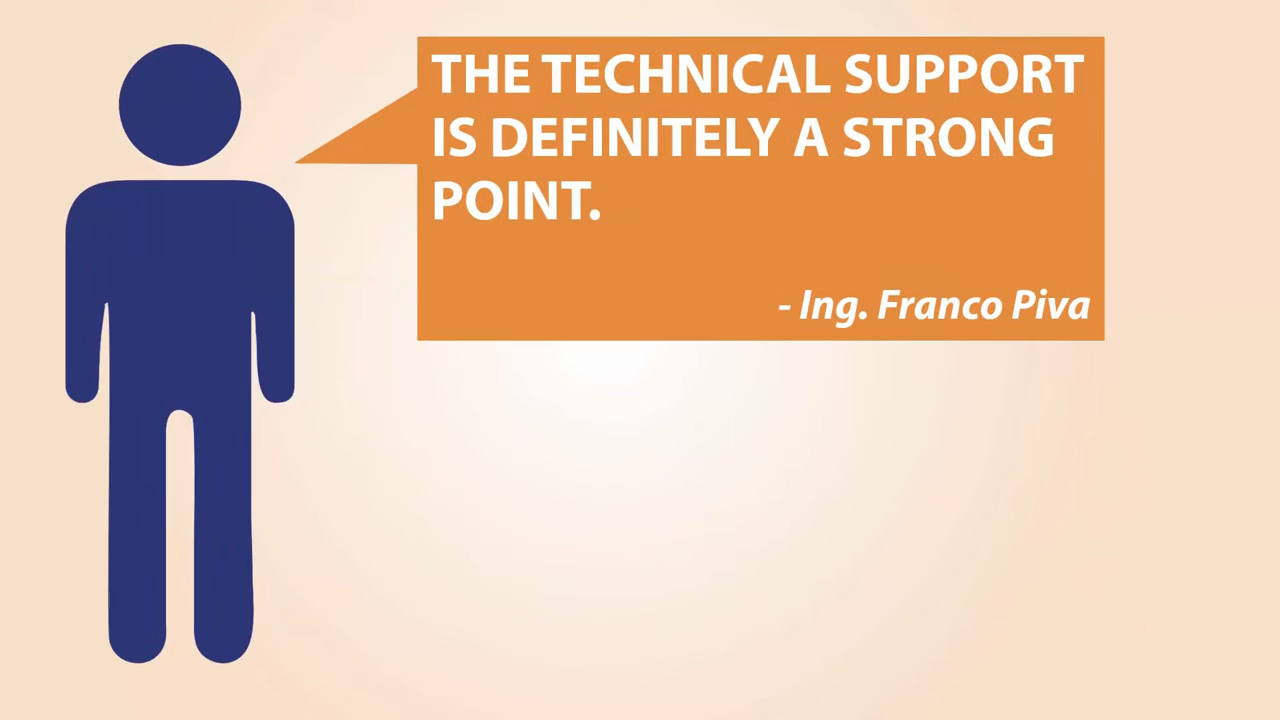 THE TECHNICAL SUPPORT
IS DEFINITELY A STRONG
POINT.
- Ing. Franco Piva